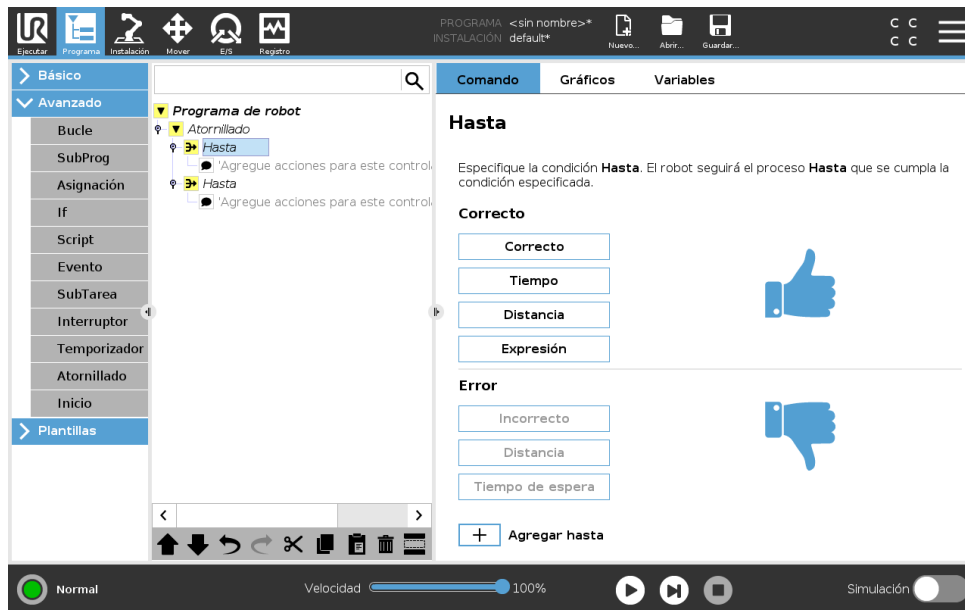 PROGRAMA <sin nombre>*
INSTALACIÓN default*
Ejecutar
Programa
Instalación
Mover
E/S
Registro
Nuevo...
Abrir...
Guardar...
C C
C C
Básico
Avanzado
Bucle
SubProg
Asignación
If
Script
Evento
SubTarea
Interruptor
Temporizador
Atornillado
Inicio
Plantillas
Programa de robot
Atornillado
Hasta
'Agregue acciones para este control
Hasta
'Agregue acciones para este control
Comando Gráficos Variables
Hasta
Especifique la condición Hasta. El robot seguirá el proceso Hasta que se cumpla la
condición especificada.
Correcto
Correcto
Tiempo
Distancia
Expresión
Error
Incorrecto
Distancia
Tiempo de espera
+ Agregar hasta
Normal
Velocidad 100%
Simulación